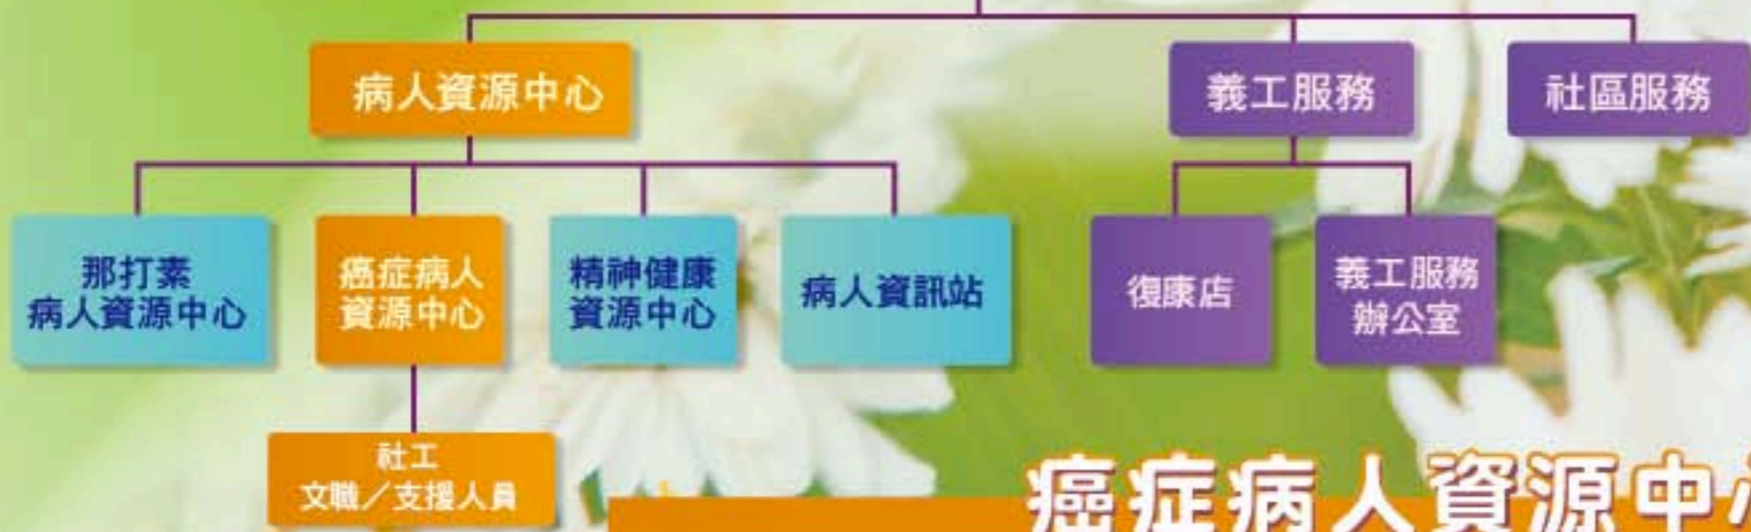 病人資源中心
義工服務
社區服務
那打素
病人資源中心
癌症病人
資源中心
精神健康
資源中心
病人資訊站
復康店
義工服務
辦公室
社工
文職／支援人員
癌症病人資源中心